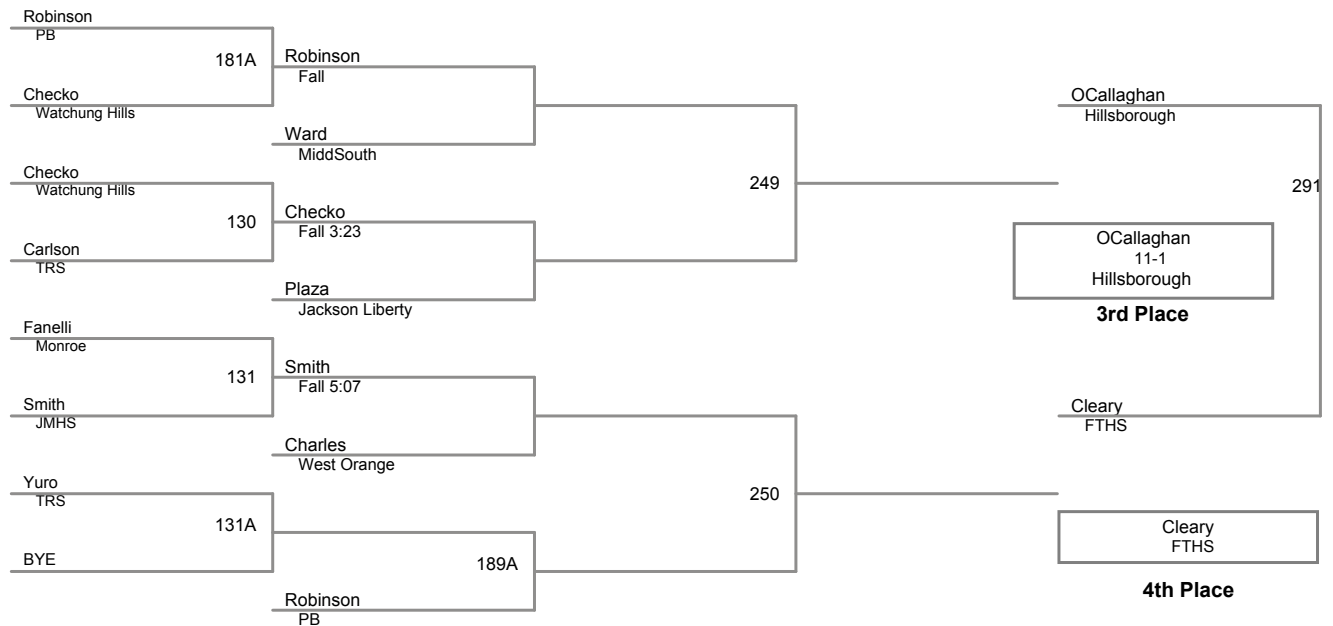 Robinson
PB
181A
Checko
Watchung Hills
Robinson
Fall
Ward
MiddSouth
Checko
Watchung Hills
130
Carlson
TRS
Checko
Fall 3:23
Plaza
Jackson Liberty
249
Fanelli
Monroe
131
Smith
JMHS
Smith
Fall 5:07
Charles
West Orange
Yuro
TRS
131A
BYE
189A
Robinson
PB
250
OCallaghan
Hillsborough
291
OCallaghan
11-1
Hillsborough
3rd Place
Cleary
FTHS
Cleary
FTHS
4th Place